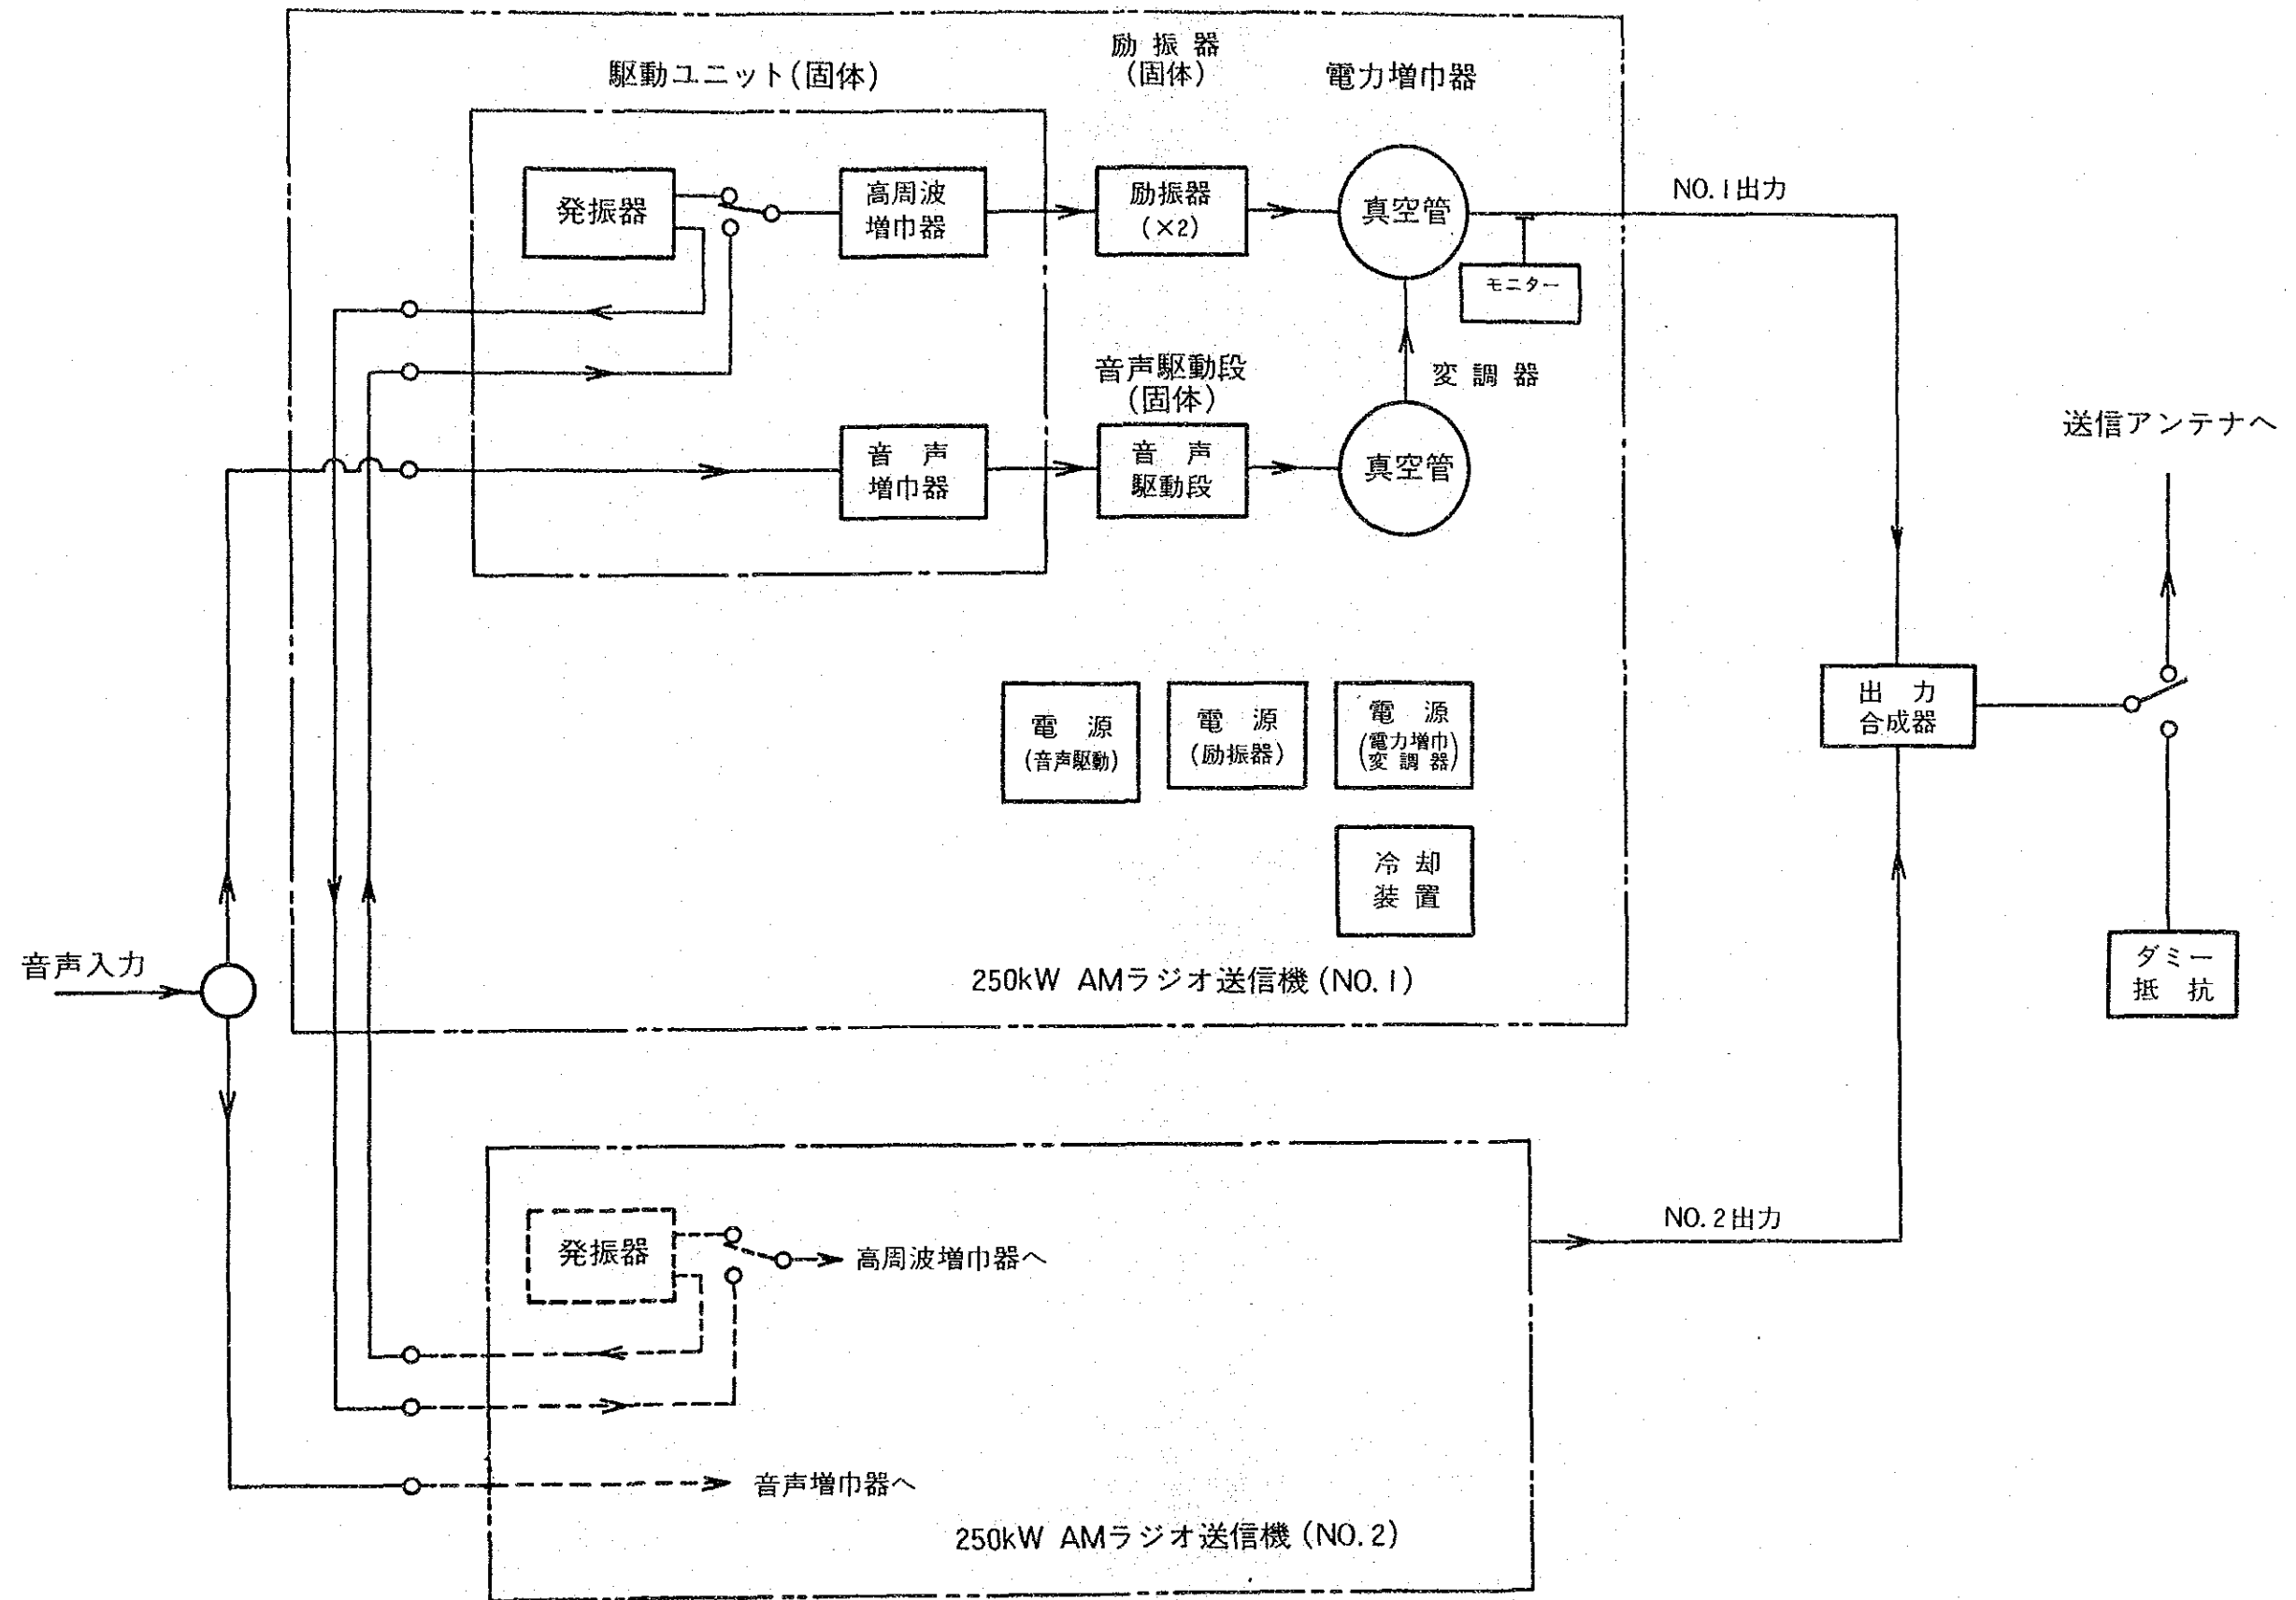 駆動ユニット(固体)
励振器
(固体)
電力増巾器
発振器
高周波
増巾器
励振器
(×2)
真空管
NO.1出力
モニター
音声駆動段
(固体)
変調器
音声
増巾器
音声
駆動段
真空管
送信アンテナへ
電源
(音声駆動)
電源
(励振器)
電源
(電力増巾
変調器)
出力
合成器
冷却
装置
音声入力
250kW AMラジオ送信機(NO.1)
ダミー
抵抗
発振器
高周波増巾器へ
NO.2出力
音声増巾器へ
250kW AMラジオ送信機(NO.2)